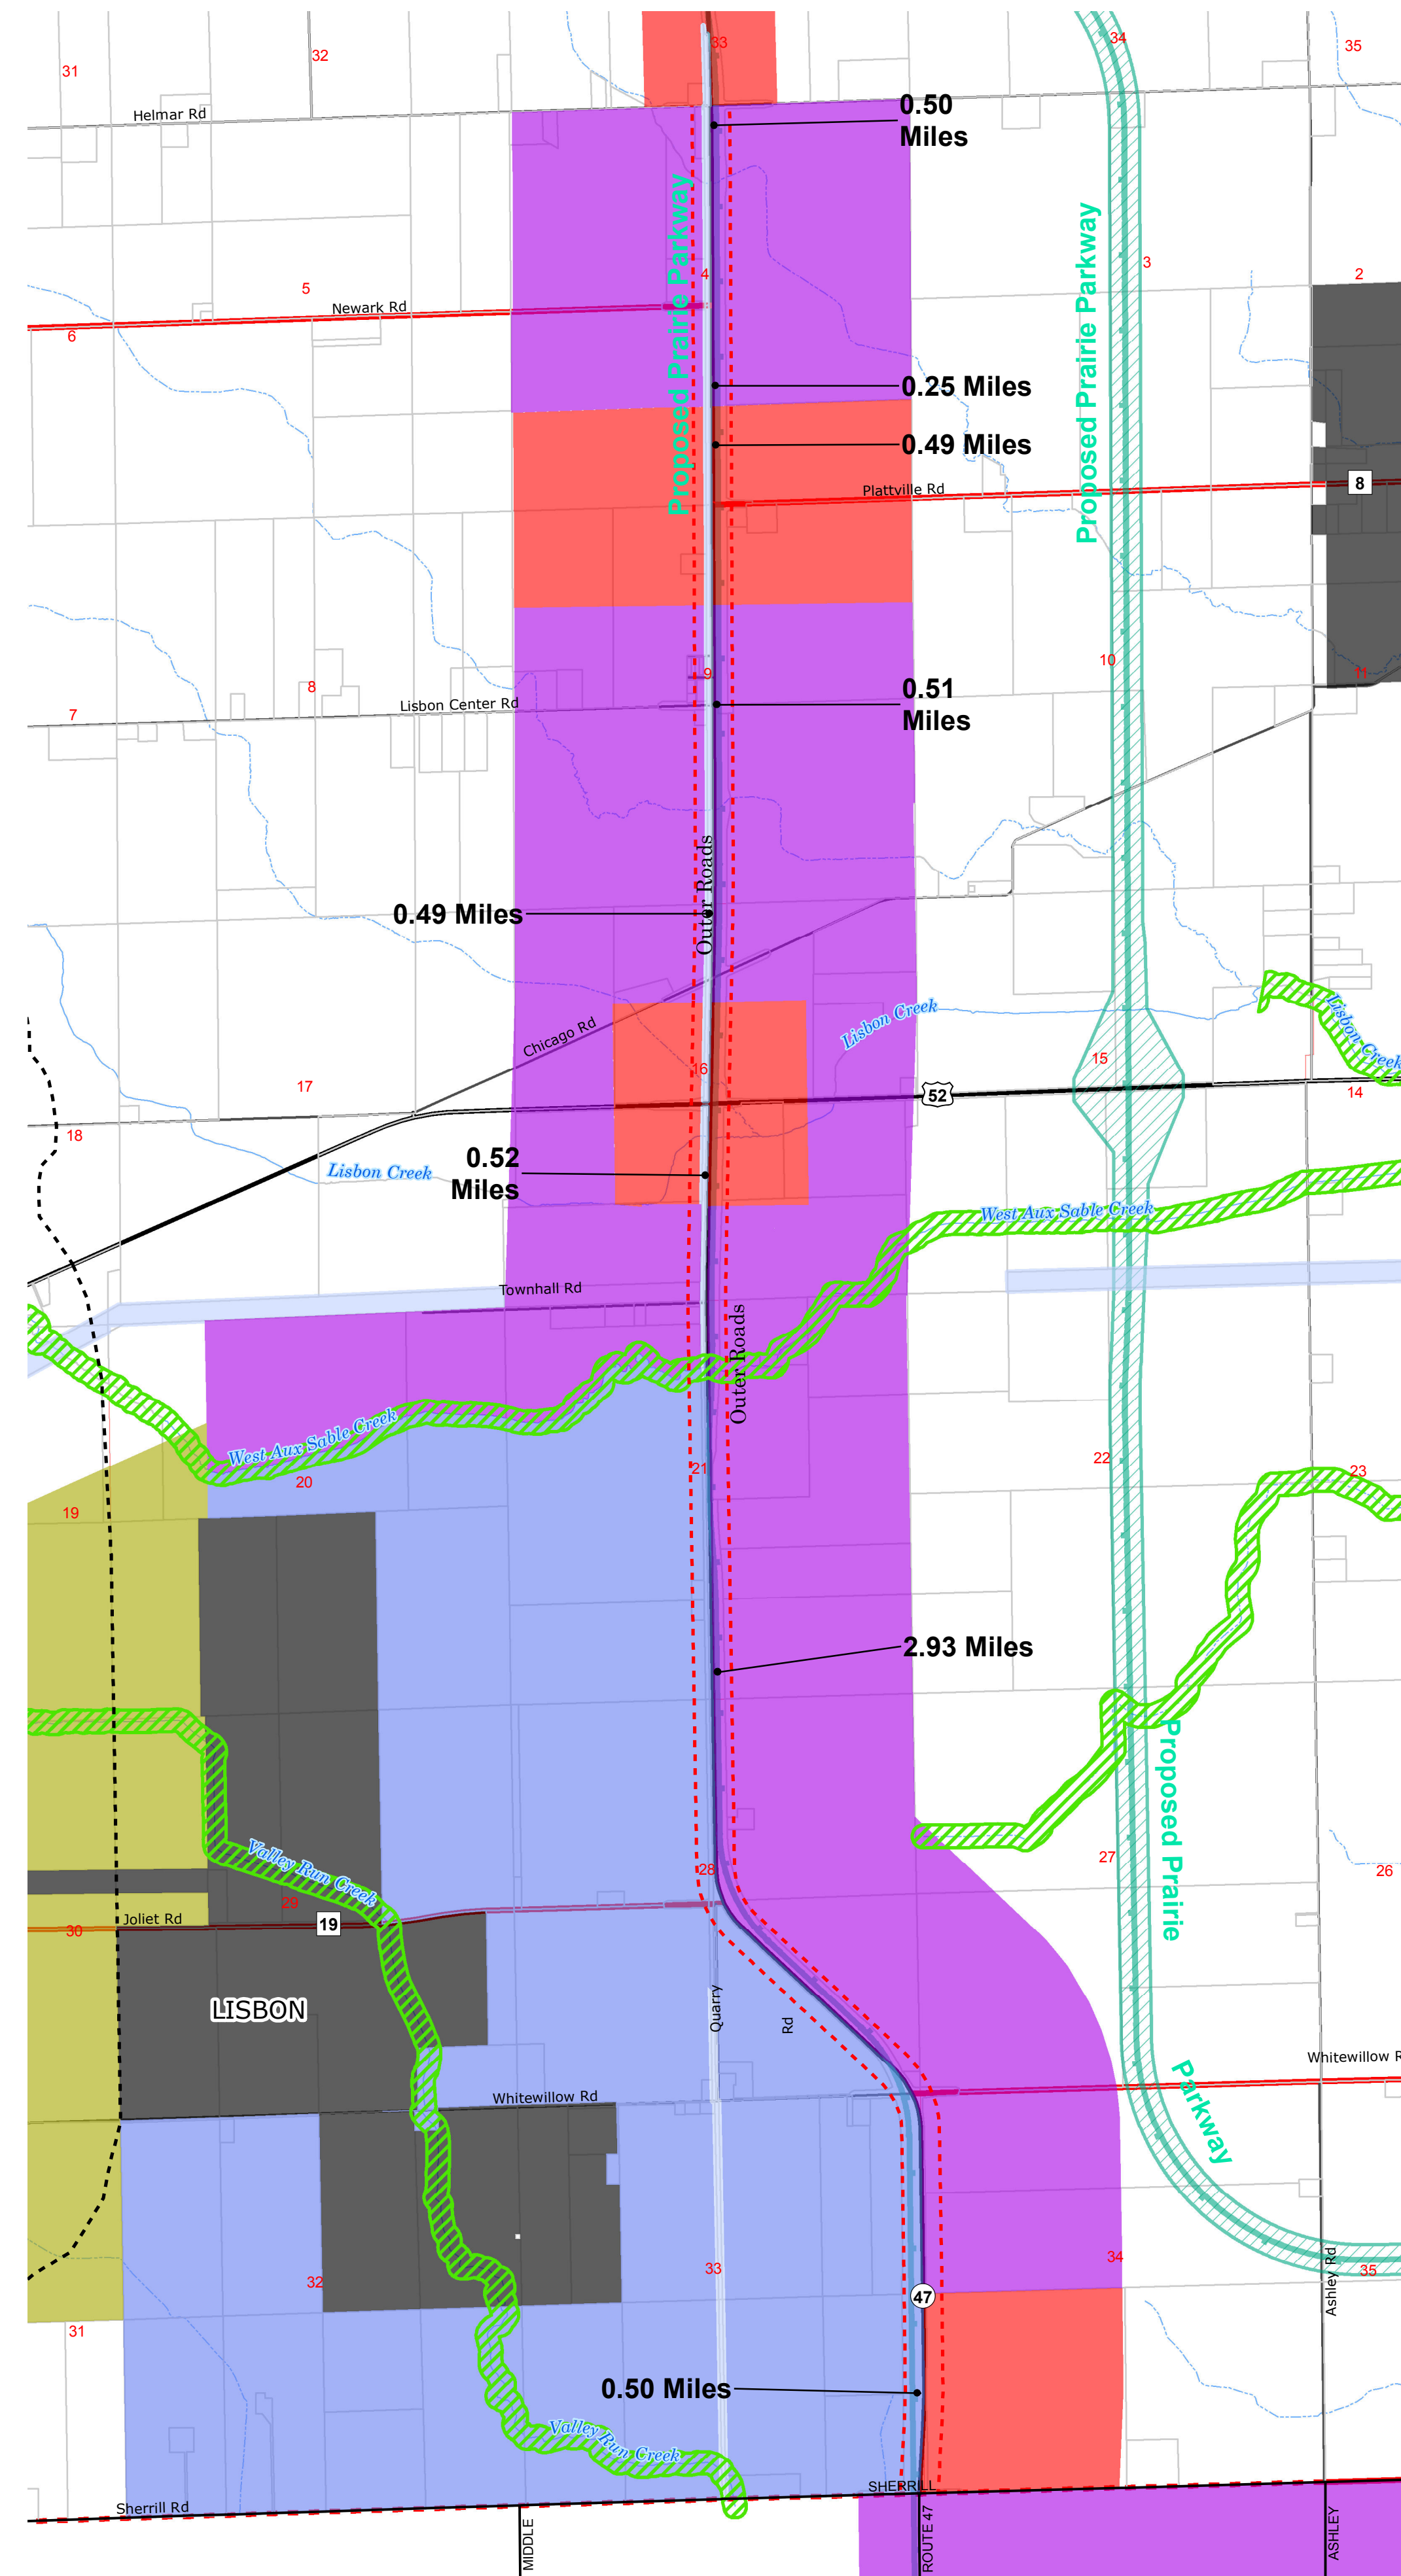 33
34
35
32
31
0.50
Miles
Helmar Rd
Proposed Prairie Parkway
Proposed Prairie Parkway
3
4
2
5
Newark Rd
6
0.25 Miles
0.49 Miles
Plattville Rd
8
10
9
11
8
0.51
Miles
Lisbon Center Rd
7
Outer Roads
0.49 Miles
Lisbon Creek
Lisbon Creek
Chicago Rd
15
16
17
14
52
18
0.52
Miles
Lisbon Creek
West Aux Sable Creek
Townhall Rd
Outer Roads
West Aux Sable Creek
22
21
23
20
19
2.93 Miles
Proposed Prairie
Parkway
27
28
26
Valley Run Creek
29
Joliet Rd
19
30
LISBON
Quarry
Rd
Whitewillow R
Whitewillow Rd
34
33
35
32
Ashley Rd
47
31
0.50 Miles
Valley Run Creek
SHERRILL
Sherrill Rd
MIDDLE
ROUTE 47
ASHLEY